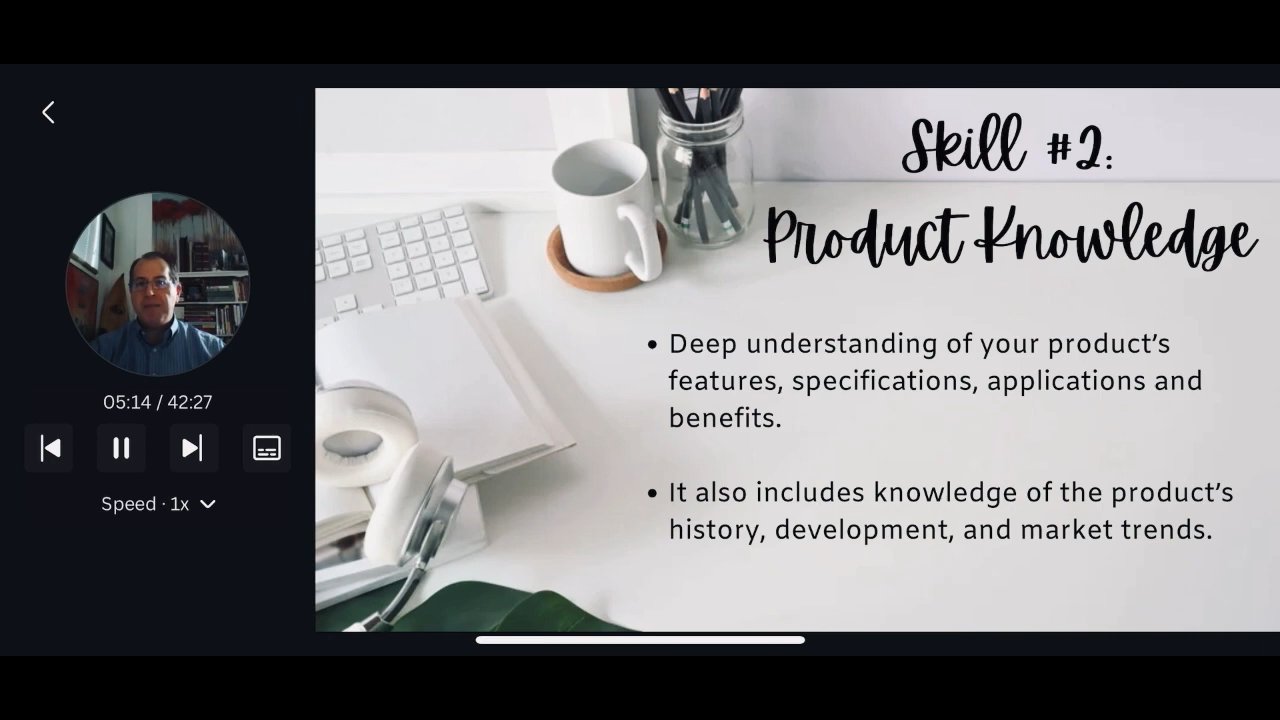 05:14 / 42:27
Speed · 1x
Skill #2:
Product Knowledge
• Deep understanding of your product’s
features, specifications, applications and
benefits.
• It also includes knowledge of the product’s
history, development, and market trends.